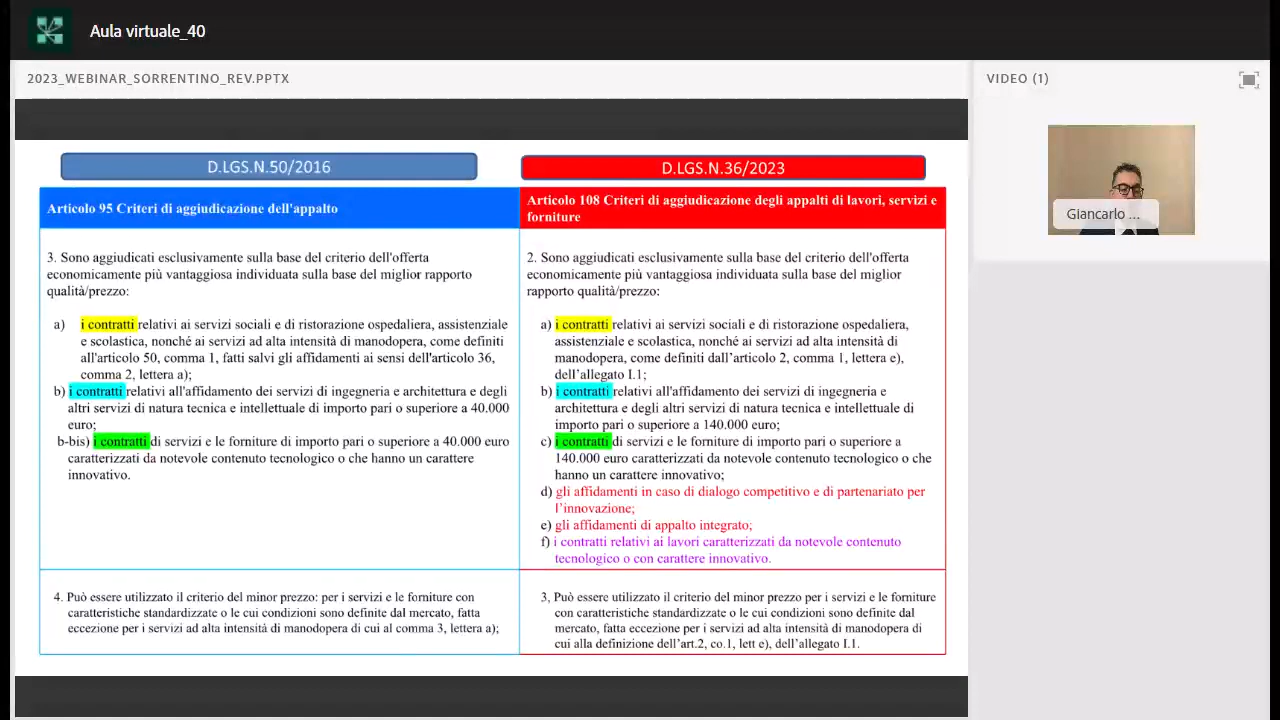 Aula virtuale_40
2023_WEBINAR_SORRENTINO_REV.PPTX
VIDEO (1)
Giancarlo ...
D.LGS.N.50/2016
D.LGS.N.36/2023
Articolo 95 Criteri di aggiudicazione dell'appalto
Articolo 108 Criteri di aggiudicazione degli appalti di lavori, servizi e
forniture
3. Sono aggiudicati esclusivamente sulla base del criterio dell'offerta
economicamente più vantaggiosa individuata sulla base del miglior rapporto
qualità/prezzo:
a) i contratti relativi ai servizi sociali e di ristorazione ospedaliera, assistenziale
e scolastica, nonché ai servizi ad alta intensità di manodopera, come definiti
all'articolo 50, comma 1, fatti salvi gli affidamenti ai sensi dell'articolo 36,
comma 2, lettera a);
b) i contratti relativi all'affidamento dei servizi di ingegneria e architettura e degli
altri servizi di natura tecnica e intellettuale di importo pari o superiore a 40.000
euro;
b-bis) i contratti di servizi e le forniture di importo pari o superiore a 40.000 euro
caratterizzati da notevole contenuto tecnologico o che hanno un carattere
innovativo.
2. Sono aggiudicati esclusivamente sulla base del criterio dell'offerta
economicamente più vantaggiosa individuata sulla base del miglior
rapporto qualità/prezzo:
a) i contratti relativi ai servizi sociali e di ristorazione ospedaliera,
assistenziale e scolastica, nonché ai servizi ad alta intensità di
manodopera, come definiti dall’articolo 2, comma 1, lettera e),
dell’allegato I.1;
b) i contratti relativi all'affidamento dei servizi di ingegneria e
architettura e degli altri servizi di natura tecnica e intellettuale di
importo pari o superiore a 140.000 euro;
c) i contratti di servizi e le forniture di importo pari o superiore a
140.000 euro caratterizzati da notevole contenuto tecnologico o che
hanno un carattere innovativo;
d) gli affidamenti in caso di dialogo competitivo e di partenariato per
l’innovazione;
e) gli affidamenti di appalto integrato;
f) i contratti relativi ai lavori caratterizzati da notevole contenuto
tecnologico o con carattere innovativo.
4. Può essere utilizzato il criterio del minor prezzo: per i servizi e le forniture con
caratteristiche standardizzate o le cui condizioni sono definite dal mercato, fatta
eccezione per i servizi ad alta intensità di manodopera di cui al comma 3, lettera a);
3, Può essere utilizzato il criterio del minor prezzo per i servizi e le forniture
con caratteristiche standardizzate o le cui condizioni sono definite dal
mercato, fatta eccezione per i servizi ad alta intensità di manodopera di
cui alla definizione dell’art.2, co.1, lett e), dell’allegato I.1.